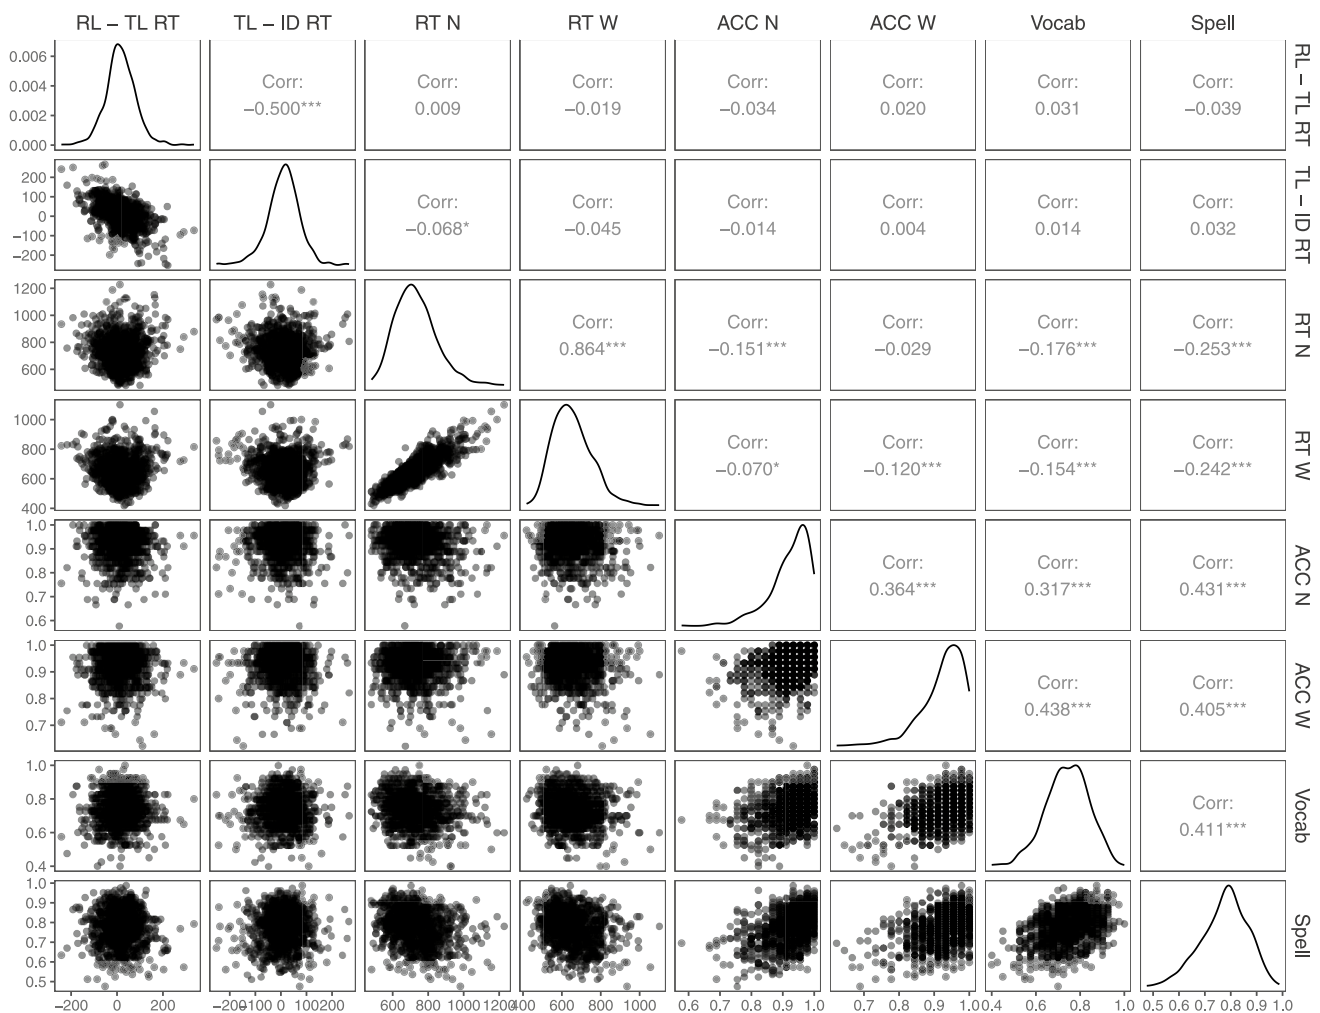 RL − TL RT TL − ID RT RT N RT W ACC N ACC W Vocab Spell
0.006
0.004
0.002
0.000
Corr: Corr: Corr: Corr: Corr: Corr: Corr:
−0.500*** 0.009 −0.019 −0.034 0.020 0.031 −0.039
RL − TL RT
200
100
0
−100
−200
Corr: Corr: Corr: Corr: Corr: Corr:
−0.068* −0.045 −0.014 0.004 0.014 0.032
TL − ID RT
1200
1000
800
600
Corr: Corr: Corr: Corr: Corr:
0.864*** −0.151*** −0.029 −0.176*** −0.253***
RT N
1000
800
600
400
Corr: Corr: Corr: Corr:
−0.070* −0.120*** −0.154*** −0.242***
RT W
1.0
0.9
0.8
0.7
0.6
Corr: Corr: Corr:
0.364*** 0.317*** 0.431***
ACC N
1.0
0.9
0.8
0.7
Corr: Corr:
0.438*** 0.405***
ACC W
1.0
0.8
0.6
0.4
Corr:
0.411***
Vocab
1.0
0.9
0.8
0.7
0.6
0.5
Spell
−200 0 200 −200 −100 0 100 200 600 800 1000 1200 400 600 800 1000 0.6 0.7 0.8 0.9 1.0 0.7 0.8 0.9 1.0 0.4 0.6 0.8 1.0 0.5 0.6 0.7 0.8 0.9 1.0